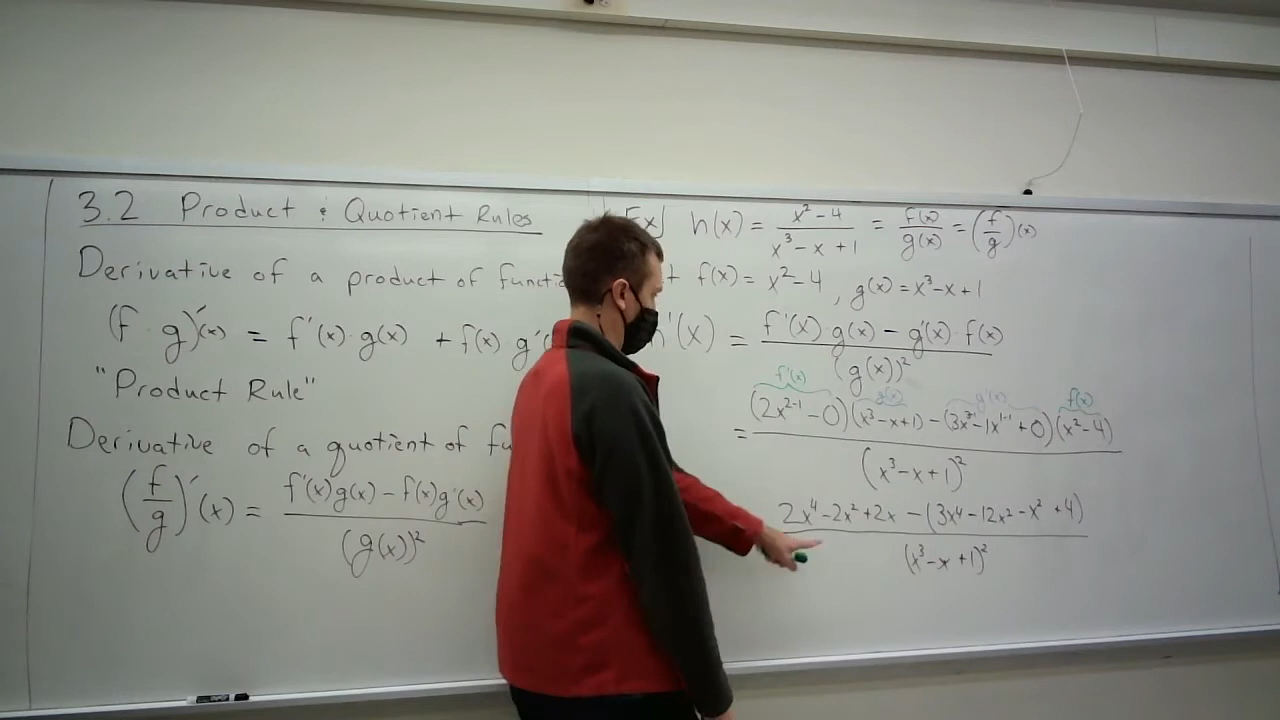 3.2 Product & Quotient Rules
Derivative of a product of functi
(f · g)′(x) = f′(x)·g(x) + f(x) g′(
"Product Rule"
Derivative of a quotient of fu
(f/g)′(x) = (f′(x)g(x) − f(x)g′(x))/(g(x))²
Ex] h(x) = (x²−4)/(x³−x+1) = f(x)/g(x) = (f/g)(x)
f(x) = x²−4, g(x) = x³−x+1
h′(x) = (f′(x)·g(x) − g′(x)·f(x))/(g(x))²
f′(x) g(x) g′(x) f(x)
= ((2x²⁻¹−0)(x³−x+1) − (3x³⁻¹−1x¹⁻¹+0)(x²−4))/(x³−x+1)²
(2x⁴−2x²+2x −(3x⁴−12x²−x²+4))/(x³−x+1)²